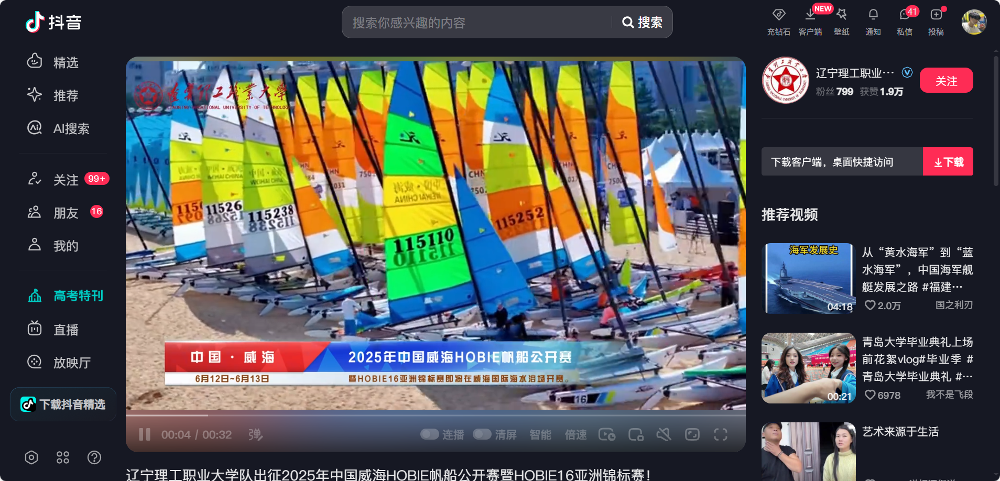 抖音
搜索你感兴趣的内容
搜索
充钻石
NEW
客户端
壁纸
通知
41
私信
投稿
精选
推荐
AI搜索
关注 99+
朋友 16
我的
高考特刊
直播
放映厅
下载抖音精选
辽宁理工职业大学
LIAONING VOCATIONAL UNIVERSITY OF TECHNOLOGY
11526
115238
115252
115110
WEIHAI CHINA
16
中国·威海
2025年中国威海HOBIE帆船公开赛
6月12日~6月13日
暨HOBIE16亚洲锦标赛即将在威海国际海水浴场开赛。
00:04 / 00:32
弹
连播
清屏
智能
倍速
辽宁理工职业大学队出征2025年中国威海HOBIE帆船公开赛暨HOBIE16亚洲锦标赛！
辽宁理工职业…
粉丝 799 获赞 1.9万
关注
下载客户端，桌面快捷访问
下载
推荐视频
海军发展史
04:18
从“黄水海军”到“蓝
水海军”，中国海军舰
艇发展之路 #福建…
2.0万 国之利刃
00:21
青岛大学毕业典礼上场
前花絮vlog#毕业季 #
青岛大学毕业典礼 #…
6978 我不是飞段
艺术来源于生活